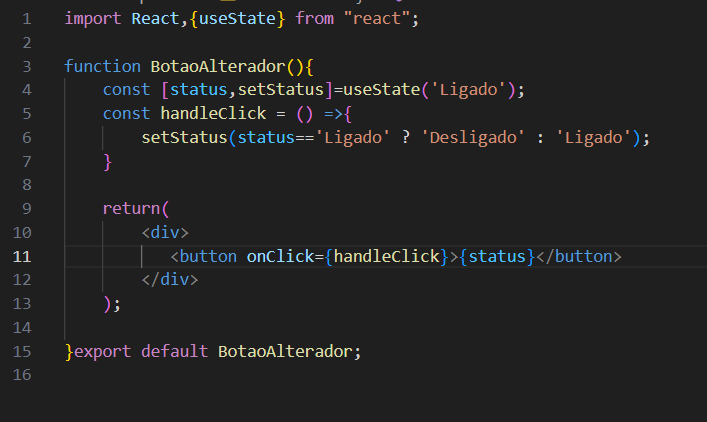 1 import React,{useState} from "react";
2
3 function BotaoAlterador(){
4 const [status,setStatus]=useState('Ligado');
5 const handleClick = () =>{
6 setStatus(status=='Ligado' ? 'Desligado' : 'Ligado');
7 }
8
9 return(
10 <div>
11 <button onClick={handleClick}>{status}</button>
12 </div>
13 );
14
15 }export default BotaoAlterador;
16